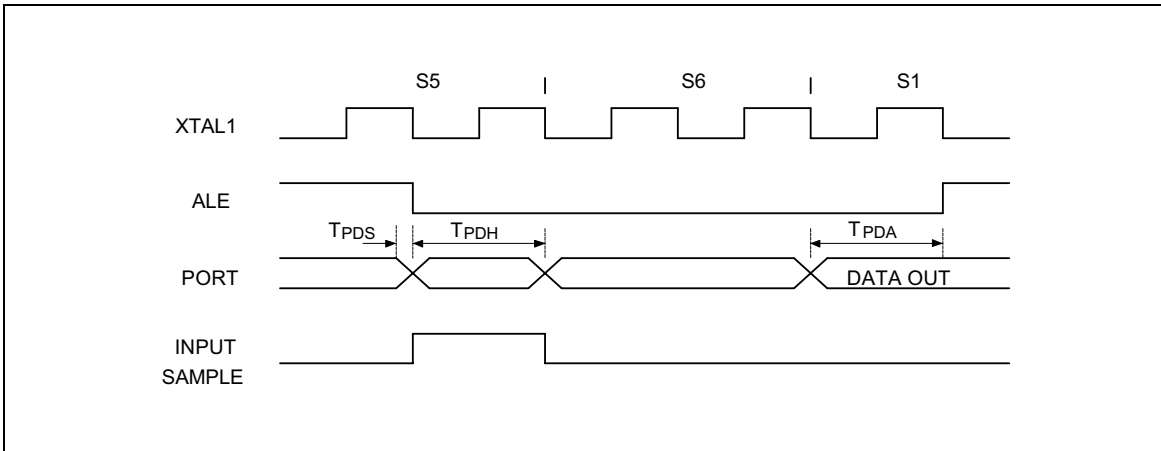 S5 S6 S1
XTAL1
ALE
TPDS TPDH TPDA
PORT DATA OUT
INPUT
SAMPLE